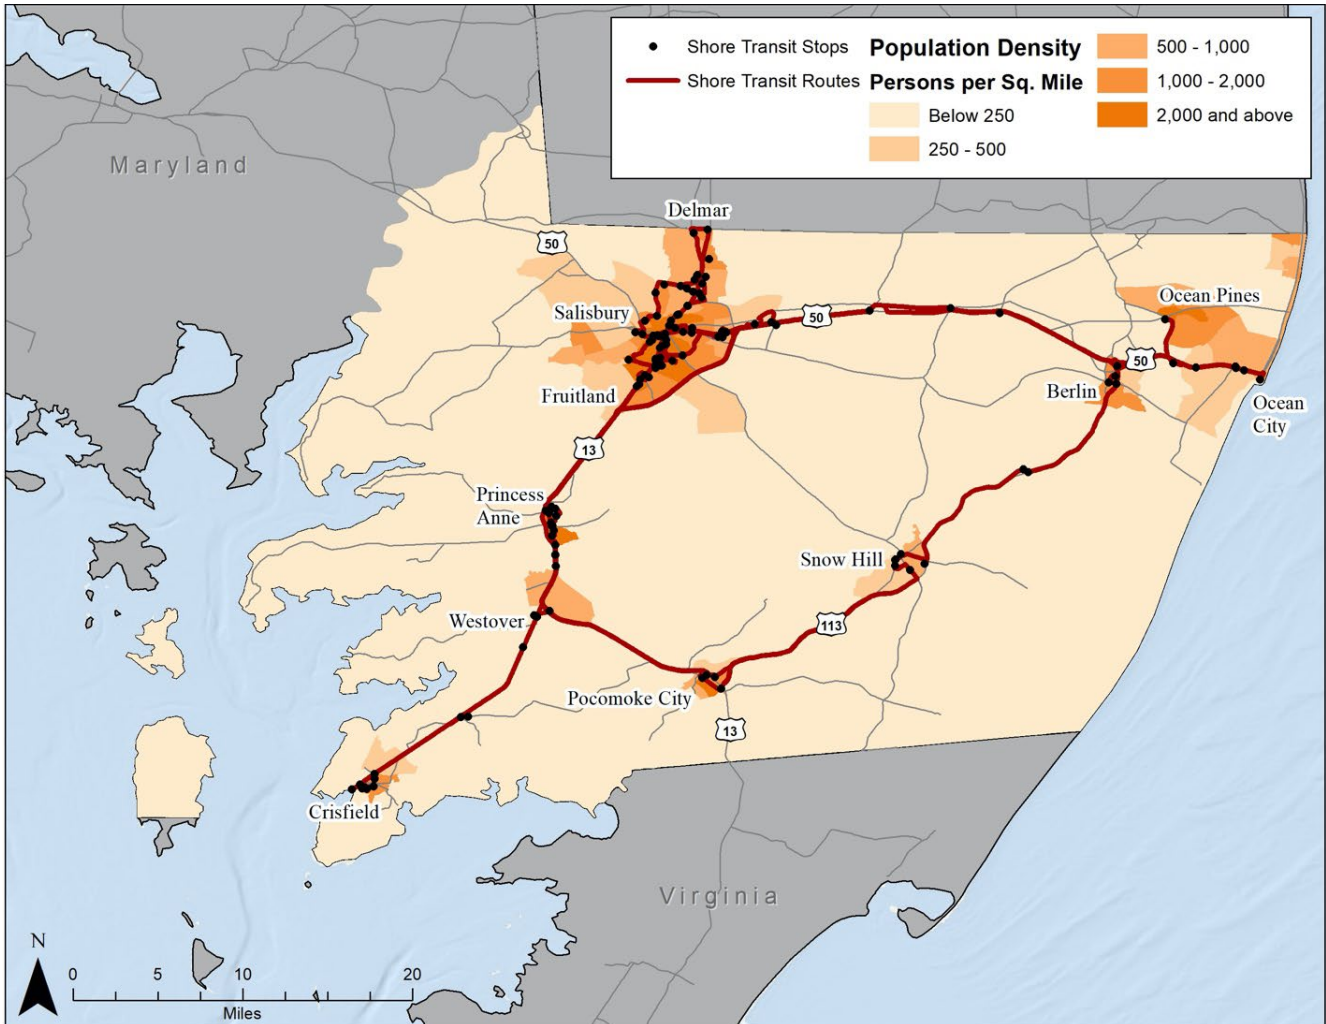 Shore Transit Stops
Shore Transit Routes
Population Density
Persons per Sq. Mile
Below 250
250 - 500
500 - 1,000
1,000 - 2,000
2,000 and above
Maryland
Delmar
50
Salisbury
50
Ocean Pines
50
Fruitland
Berlin
Ocean
City
13
Princess
Anne
Snow Hill
Westover
113
Pocomoke City
13
Crisfield
Virginia
N
0 5 10 20
Miles